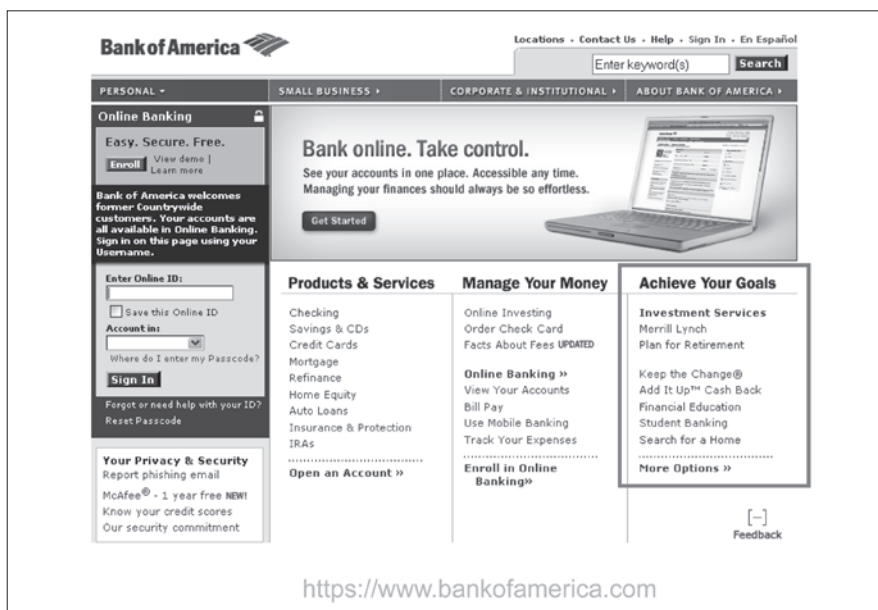 Bank of America
Locations · Contact Us · Help · Sign In · En Español
Enter keyword(s)
Search
PERSONAL
SMALL BUSINESS
CORPORATE & INSTITUTIONAL
ABOUT BANK OF AMERICA
Online Banking
Easy. Secure. Free.
Enroll
View demo |
Learn more
Bank of America welcomes
former Countrywide
customers. Your accounts are
all available in Online Banking.
Sign in on this page using your
Username.
Enter Online ID:
Save this Online ID
Account in:
Where do I enter my Passcode?
Sign In
Forgot or need help with your ID?
Reset Passcode
Your Privacy & Security
Report phishing email
McAfee® - 1 year free NEW!
Know your credit scores
Our security commitment
Bank online. Take control.
See your accounts in one place. Accessible any time.
Managing your finances should always be so effortless.
Get Started
Products & Services
Checking
Savings & CDs
Credit Cards
Mortgage
Refinance
Home Equity
Auto Loans
Insurance & Protection
IRAs
Open an Account »
Manage Your Money
Online Investing
Order Check Card
Facts About Fees UPDATED
Online Banking »
View Your Accounts
Bill Pay
Use Mobile Banking
Track Your Expenses
Enroll in Online
Banking»
Achieve Your Goals
Investment Services
Merrill Lynch
Plan for Retirement
Keep the Change®
Add It Up™ Cash Back
Financial Education
Student Banking
Search for a Home
More Options »
[−]
Feedback
https://www.bankofamerica.com